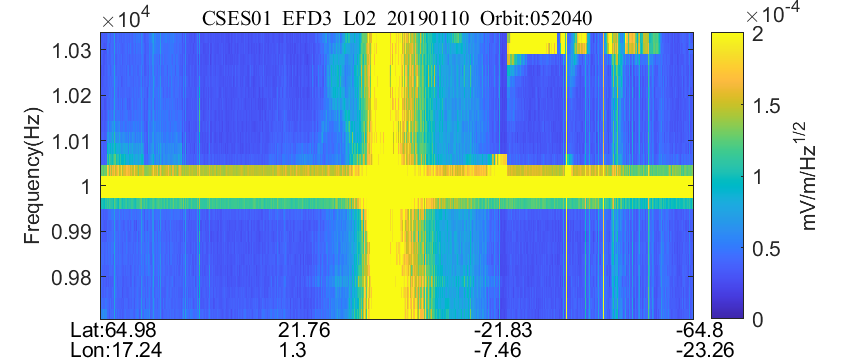 CSES01 EFD3 L02 20190110 Orbit:052040
×10⁴
×10⁻⁴
1.03
1.02
1.01
1
0.99
0.98
Frequency(Hz)
2
1.5
1
0.5
0
mV/m/Hz^1/2
Lat:64.98 21.76 -21.83 -64.8
Lon:17.24 1.3 -7.46 -23.26